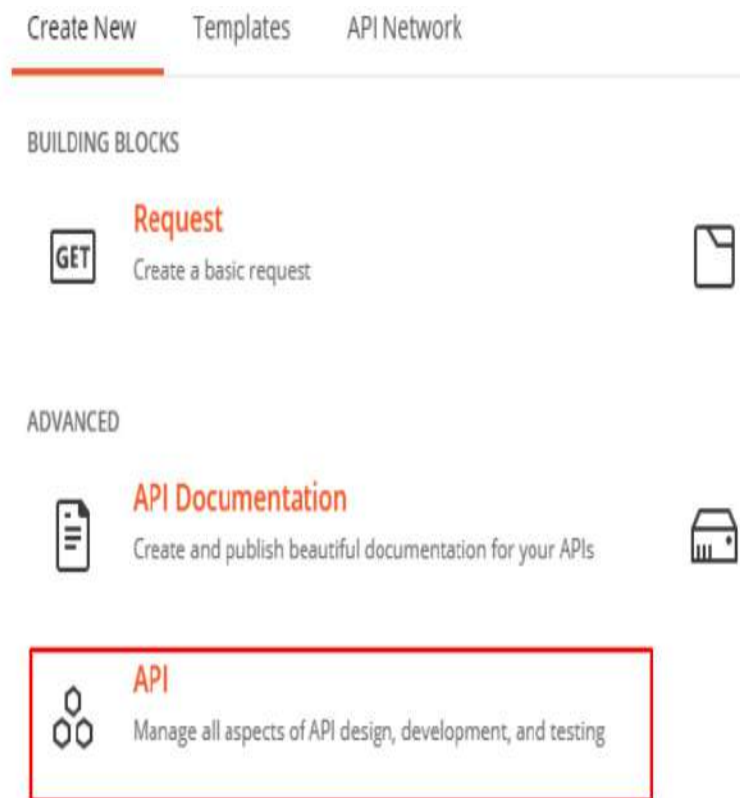 Create New Templates API Network
BUILDING BLOCKS
GET
Request
Create a basic request
ADVANCED
API Documentation
Create and publish beautiful documentation for your APIs
API
Manage all aspects of API design, development, and testing